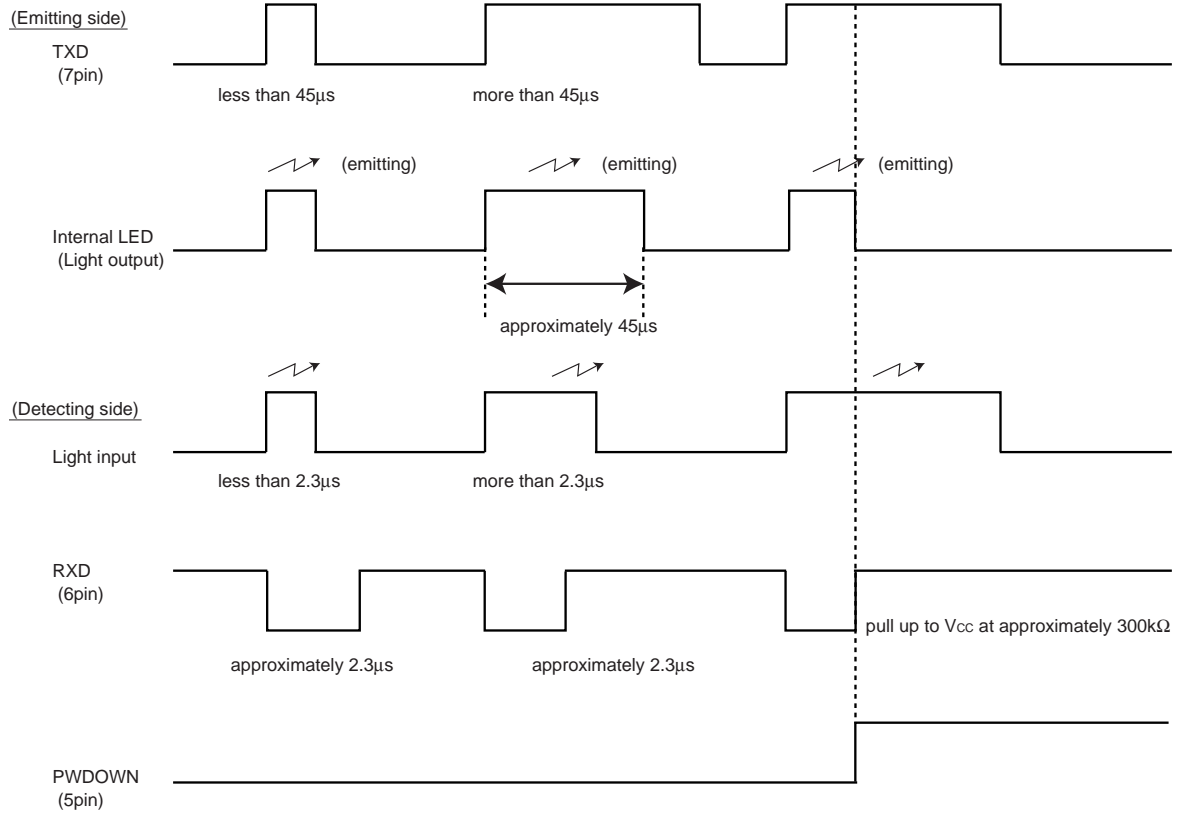 (Emitting side)
TXD
(7pin)
less than 45μs
more than 45μs
(emitting)
(emitting)
(emitting)
Internal LED
(Light output)
approximately 45μs
(Detecting side)
Light input
less than 2.3μs
more than 2.3μs
RXD
(6pin)
pull up to VCC at approximately 300kΩ
approximately 2.3μs
approximately 2.3μs
PWDOWN
(5pin)